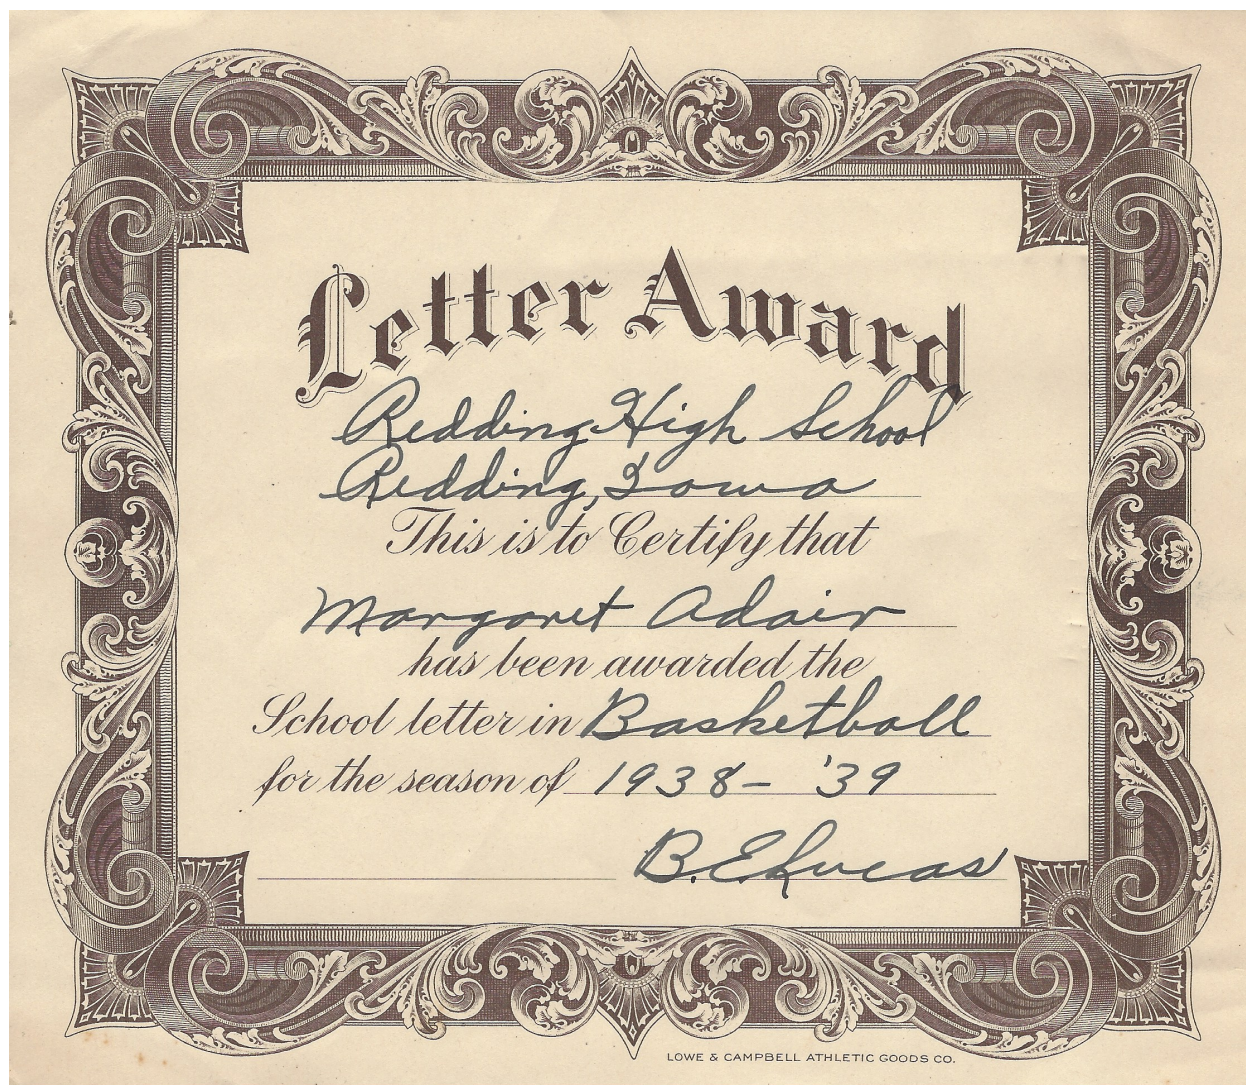 Letter Award
Redding High School
Redding, Iowa
This is to Certify that
Margaret Adair
has been awarded the
School letter in Basketball
for the season of 1938- '39
B. E. Lucas
LOWE & CAMPBELL ATHLETIC GOODS CO.